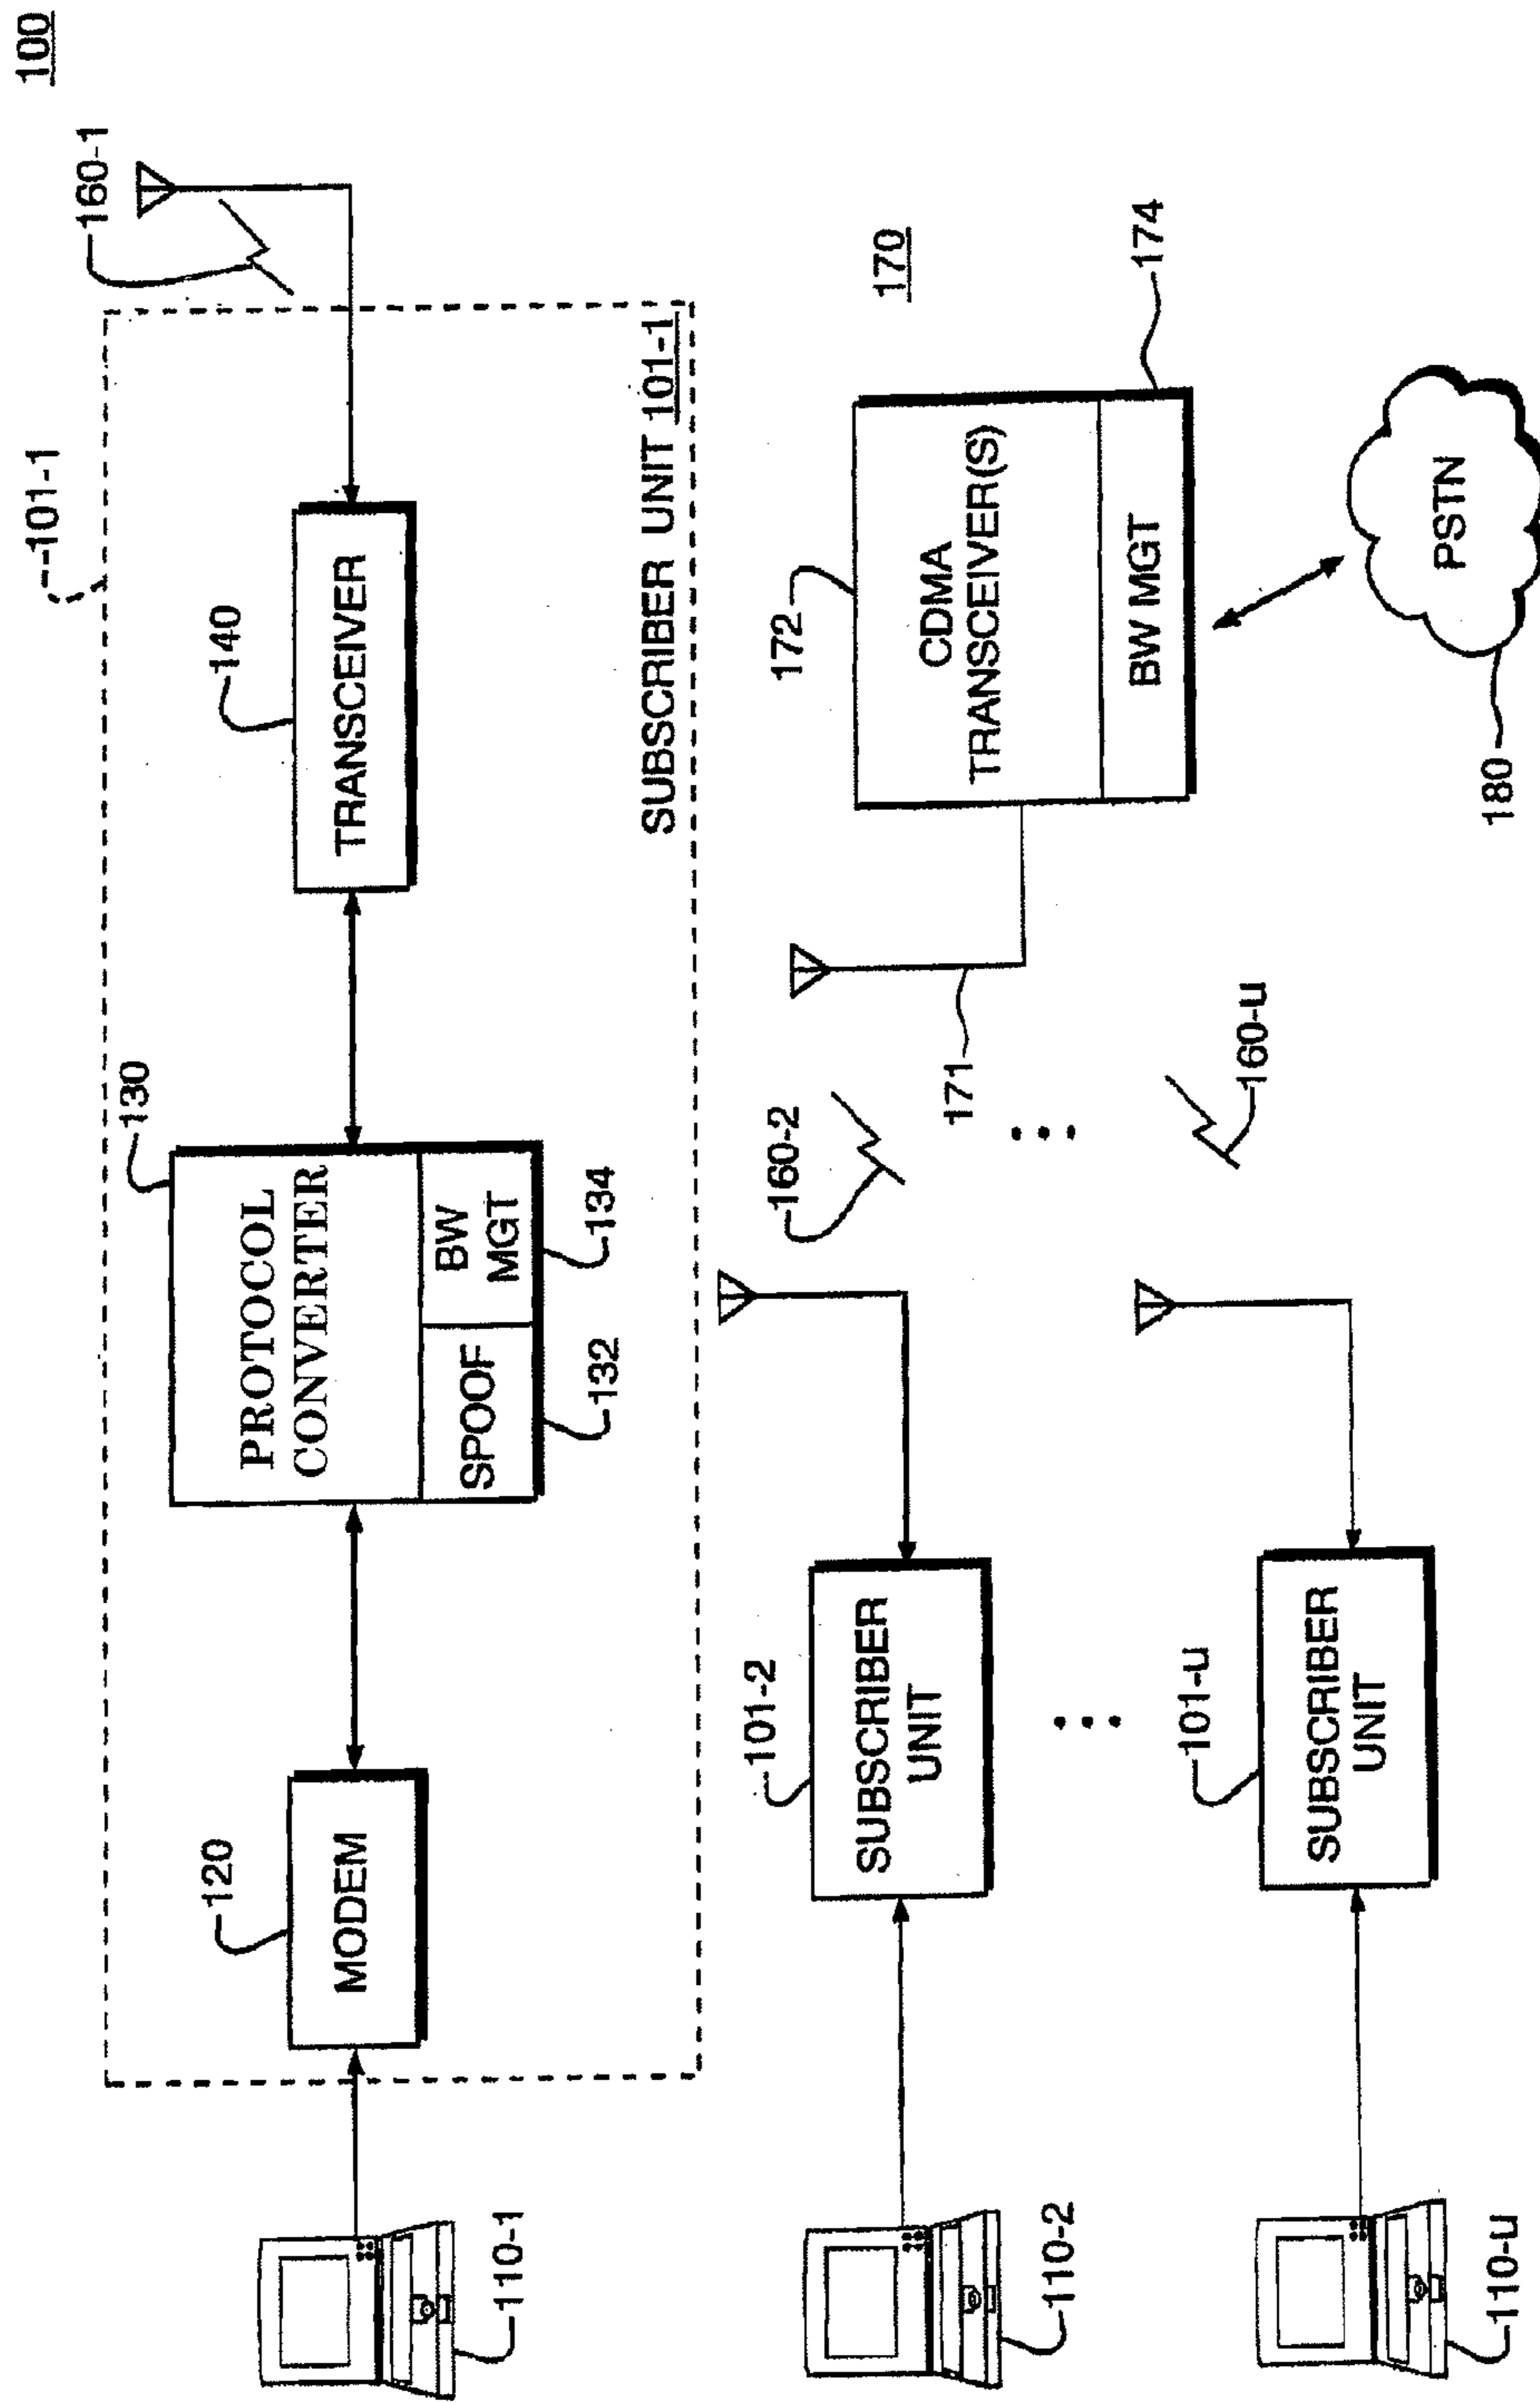 100
160-1
101-1
140
TRANSCEIVER
130
PROTOCOL
CONVERTER
SPOOF
BW
MGT
132
134
120
MODEM
SUBSCRIBER UNIT 101-1
110-1
170
172
CDMA
TRANSCEIVER(S)
BW MGT
174
171
160-2
160-u
101-2
SUBSCRIBER
UNIT
110-2
101-u
SUBSCRIBER
UNIT
110-u
PSTN
180